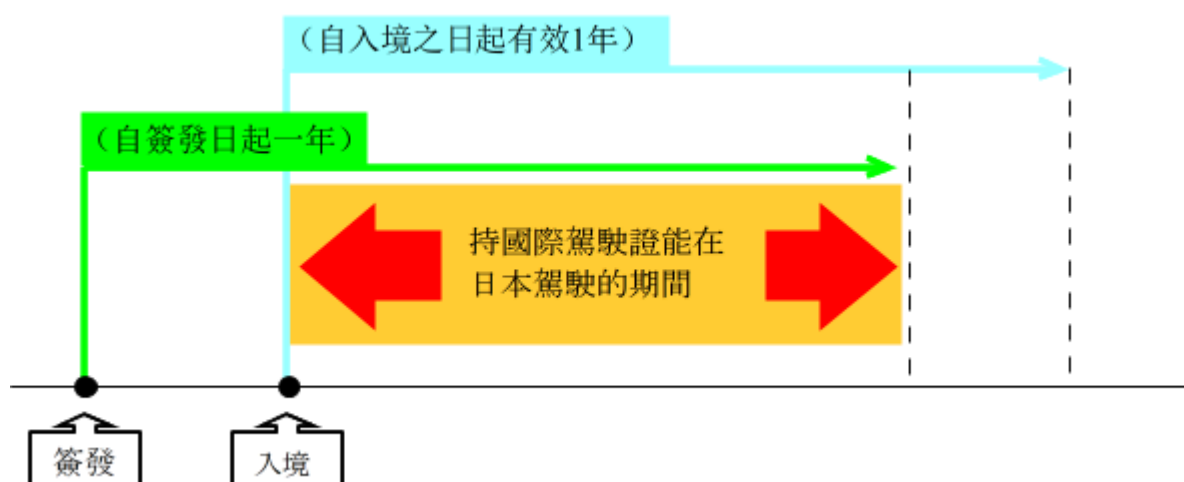 （自入境之日起有效1年）
（自簽發日起一年）
持國際駕駛證能在
日本駕駛的期間
簽發
入境